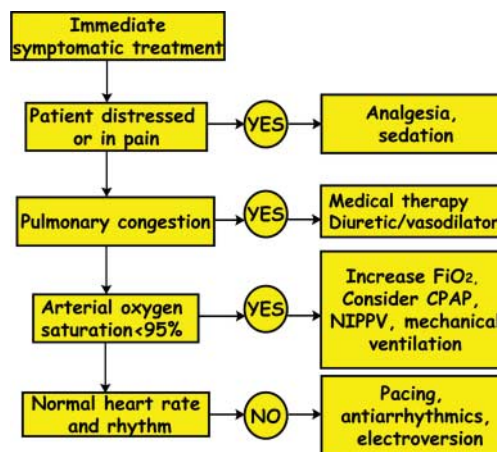 Immediate
symptomatic treatment
Patient distressed
or in pain
YES
Analgesia,
sedation
Pulmonary congestion
YES
Medical therapy
Diuretic/vasodilator
Arterial oxygen
saturation<95%
YES
Increase FiO2,
Consider CPAP,
NIPPV, mechanical
ventilation
Normal heart rate
and rhythm
NO
Pacing,
antiarrhythmics,
electroversion